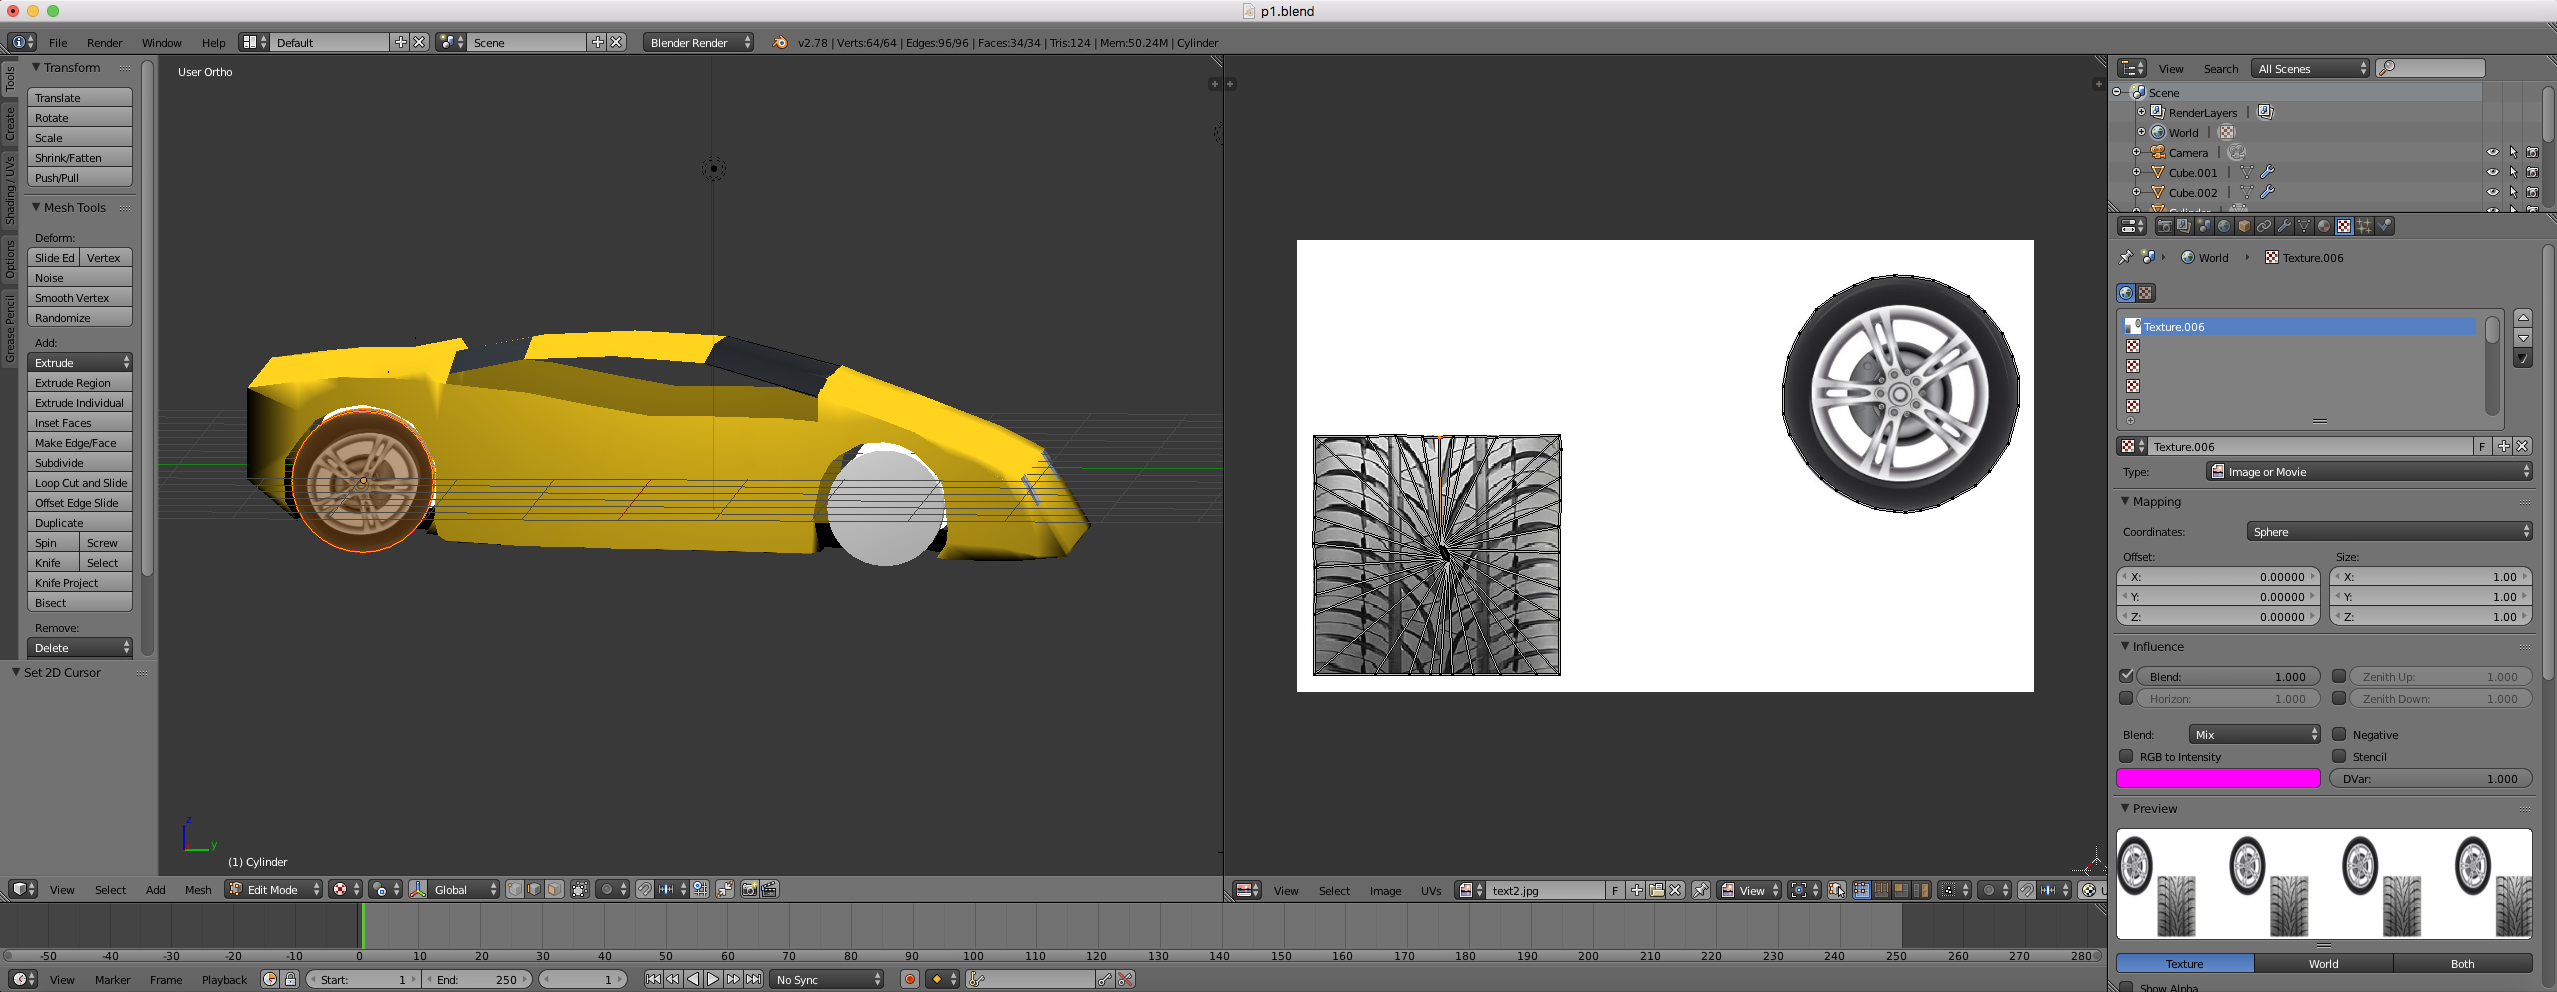 p1.blend
File Render Window Help Default Scene Blender Render v2.78 | Verts:64/64 | Edges:96/96 | Faces:34/34 | Tris:124 | Mem:50.24M | Cylinder
Tools
Create
Shading / UVs
Options
Grease Pencil
Transform
Translate
Rotate
Scale
Shrink/Fatten
Push/Pull
Mesh Tools
Deform:
Slide Ed Vertex
Noise
Smooth Vertex
Randomize
Add:
Extrude
Extrude Region
Extrude Individual
Inset Faces
Make Edge/Face
Subdivide
Loop Cut and Slide
Offset Edge Slide
Duplicate
Spin Screw
Knife Select
Knife Project
Bisect
Remove:
Delete
Set 2D Cursor
User Ortho
z
y
(1) Cylinder
View Select Add Mesh Edit Mode Global
View Select Image UVs text2.jpg F View
-50 -40 -30 -20 -10 0 10 20 30 40 50 60 70 80 90 100 110 120 130 140 150 160 170 180 190 200 210 220 230 240 250 260 270 280
View Marker Frame Playback Start: 1 End: 250 1 No Sync
View Search All Scenes
Scene
RenderLayers |
World |
Camera |
Cube.001 |
Cube.002 |
World Texture.006
Texture.006
Texture.006 F
Type: Image or Movie
Mapping
Coordinates: Sphere
Offset: Size:
X: 0.00000 X: 1.00
Y: 0.00000 Y: 1.00
Z: 0.00000 Z: 1.00
Influence
Blend: 1.000 Zenith Up: 1.000
Horizon: 1.000 Zenith Down: 1.000
Blend: Mix Negative
RGB to Intensity Stencil
DVar: 1.000
Preview
Texture World Both
Show Alpha